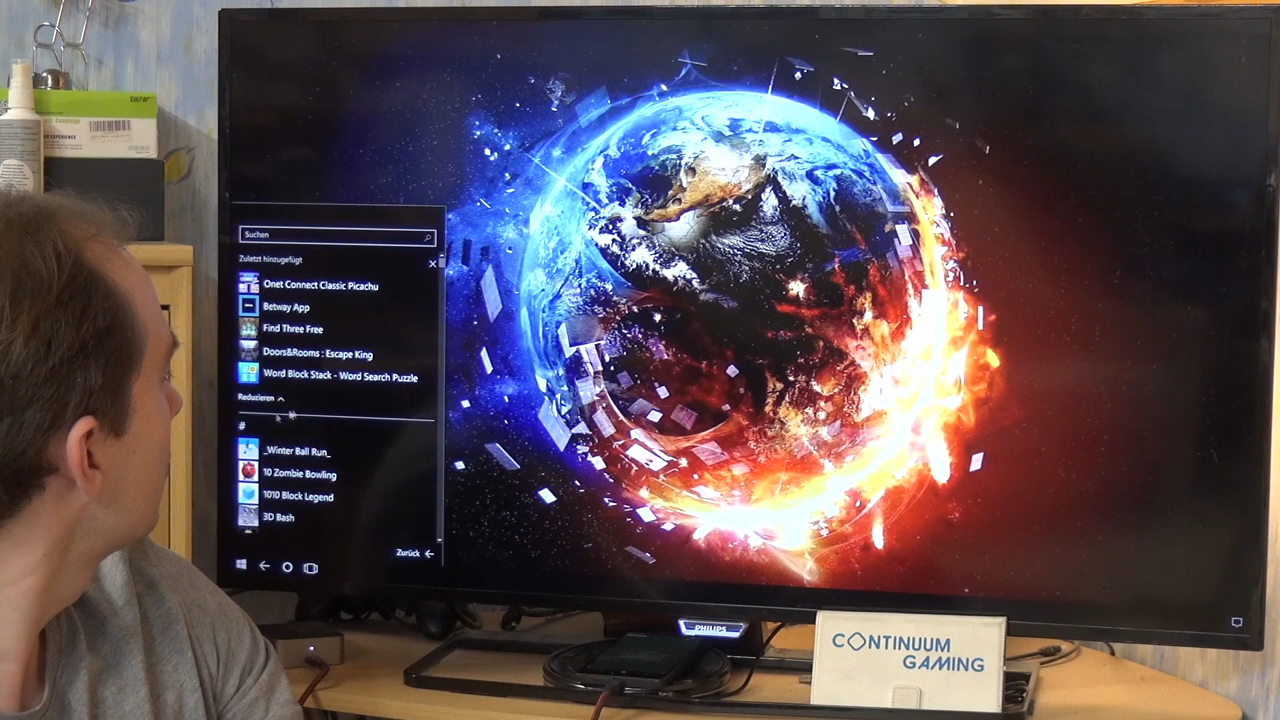 Suchen
Zuletzt hinzugefügt
Onet Connect Classic Picachu
Betway App
Find Three Free
Doors&Rooms : Escape King
Word Block Stack - Word Search Puzzle
Reduzieren
#
_Winter Ball Run_
10 Zombie Bowling
1010 Block Legend
3D Bash
Zurück
PHILIPS
CONTINUUM
GAMING
EXPERIENCE